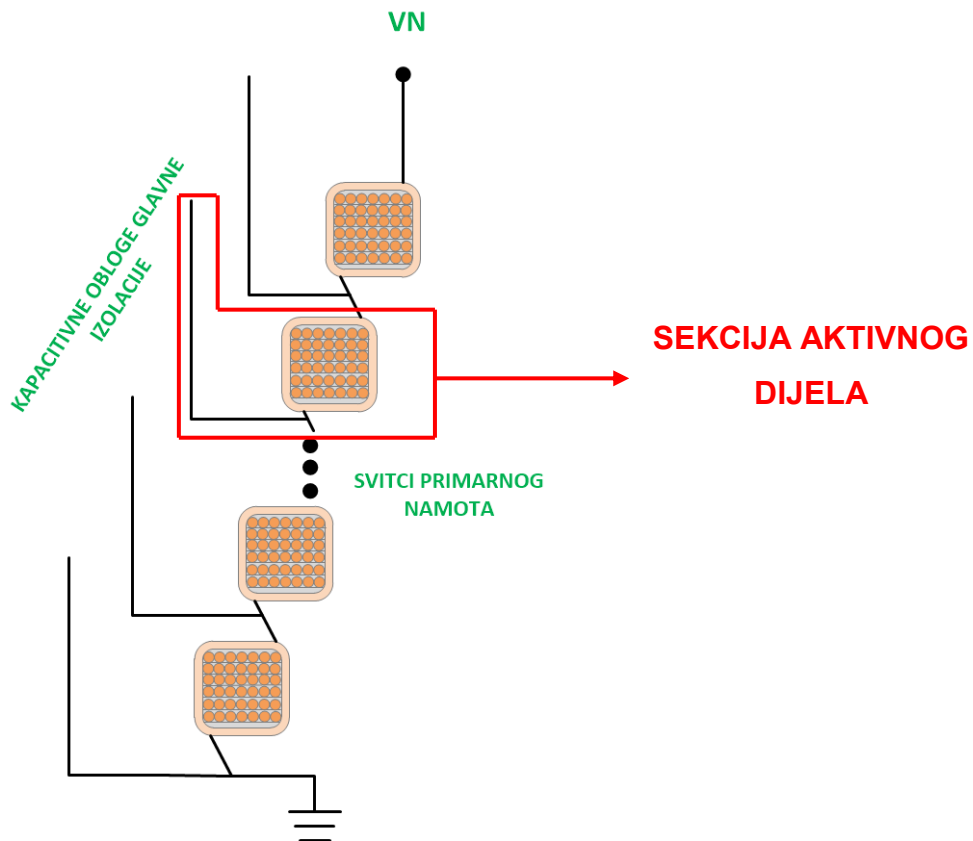 VN
KAPACITIVNE OBLOGE GLAVNE
IZOLACIJE
SEKCIJA AKTIVNOG
DIJELA
SVITCI PRIMARNOG
NAMOTA